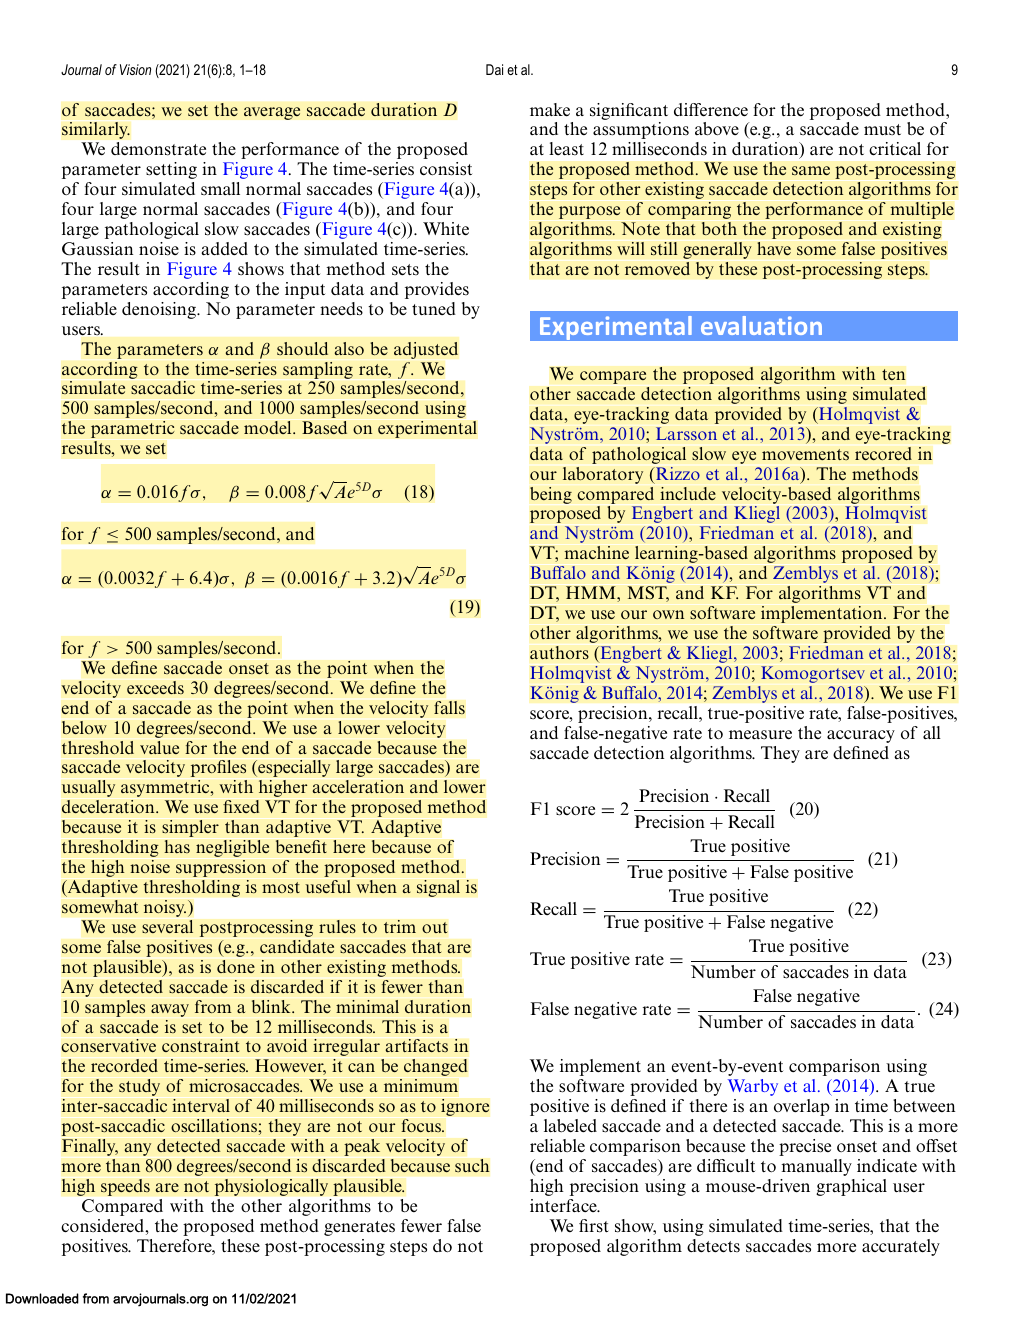 Journal of Vision (2021) 21(6):8, 1–18
Dai et al.
9
of saccades; we set the average saccade duration D
similarly.
We demonstrate the performance of the proposed
parameter setting in Figure 4. The time-series consist
of four simulated small normal saccades (Figure 4(a)),
four large normal saccades (Figure 4(b)), and four
large pathological slow saccades (Figure 4(c)). White
Gaussian noise is added to the simulated time-series.
The result in Figure 4 shows that method sets the
parameters according to the input data and provides
reliable denoising. No parameter needs to be tuned by
users.
The parameters α and β should also be adjusted
according to the time-series sampling rate, f. We
simulate saccadic time-series at 250 samples/second,
500 samples/second, and 1000 samples/second using
the parametric saccade model. Based on experimental
results, we set
α = 0.016fσ, β = 0.008f√Ae^{5D}σ (18)
for f ≤ 500 samples/second, and
α = (0.0032f + 6.4)σ, β = (0.0016f + 3.2)√Ae^{5D}σ
(19)
for f > 500 samples/second.
We define saccade onset as the point when the
velocity exceeds 30 degrees/second. We define the
end of a saccade as the point when the velocity falls
below 10 degrees/second. We use a lower velocity
threshold value for the end of a saccade because the
saccade velocity profiles (especially large saccades) are
usually asymmetric, with higher acceleration and lower
deceleration. We use fixed VT for the proposed method
because it is simpler than adaptive VT. Adaptive
thresholding has negligible benefit here because of
the high noise suppression of the proposed method.
(Adaptive thresholding is most useful when a signal is
somewhat noisy.)
We use several postprocessing rules to trim out
some false positives (e.g., candidate saccades that are
not plausible), as is done in other existing methods.
Any detected saccade is discarded if it is fewer than
10 samples away from a blink. The minimal duration
of a saccade is set to be 12 milliseconds. This is a
conservative constraint to avoid irregular artifacts in
the recorded time-series. However, it can be changed
for the study of microsaccades. We use a minimum
inter-saccadic interval of 40 milliseconds so as to ignore
post-saccadic oscillations; they are not our focus.
Finally, any detected saccade with a peak velocity of
more than 800 degrees/second is discarded because such
high speeds are not physiologically plausible.
Compared with the other algorithms to be
considered, the proposed method generates fewer false
positives. Therefore, these post-processing steps do not
make a significant difference for the proposed method,
and the assumptions above (e.g., a saccade must be of
at least 12 milliseconds in duration) are not critical for
the proposed method. We use the same post-processing
steps for other existing saccade detection algorithms for
the purpose of comparing the performance of multiple
algorithms. Note that both the proposed and existing
algorithms will still generally have some false positives
that are not removed by these post-processing steps.
Experimental evaluation
We compare the proposed algorithm with ten
other saccade detection algorithms using simulated
data, eye-tracking data provided by (Holmqvist &
Nyström, 2010; Larsson et al., 2013), and eye-tracking
data of pathological slow eye movements recored in
our laboratory (Rizzo et al., 2016a). The methods
being compared include velocity-based algorithms
proposed by Engbert and Kliegl (2003), Holmqvist
and Nyström (2010), Friedman et al. (2018), and
VT; machine learning-based algorithms proposed by
Buffalo and König (2014), and Zemblys et al. (2018);
DT, HMM, MST, and KF. For algorithms VT and
DT, we use our own software implementation. For the
other algorithms, we use the software provided by the
authors (Engbert & Kliegl, 2003; Friedman et al., 2018;
Holmqvist & Nyström, 2010; Komogortsev et al., 2010;
König & Buffalo, 2014; Zemblys et al., 2018). We use F1
score, precision, recall, true-positive rate, false-positives,
and false-negative rate to measure the accuracy of all
saccade detection algorithms. They are defined as
F1 score = 2 Precision · Recall / Precision + Recall (20)
Precision = True positive / True positive + False positive (21)
Recall = True positive / True positive + False negative (22)
True positive rate = True positive / Number of saccades in data (23)
False negative rate = False negative / Number of saccades in data. (24)
We implement an event-by-event comparison using
the software provided by Warby et al. (2014). A true
positive is defined if there is an overlap in time between
a labeled saccade and a detected saccade. This is a more
reliable comparison because the precise onset and offset
(end of saccades) are difficult to manually indicate with
high precision using a mouse-driven graphical user
interface.
We first show, using simulated time-series, that the
proposed algorithm detects saccades more accurately
Downloaded from arvojournals.org on 11/02/2021